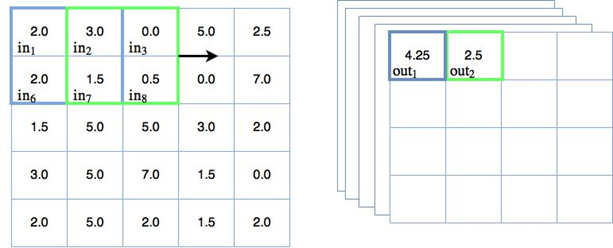 2.0 3.0 0.0 5.0 2.5
in1 in2 in3
2.0 1.5 0.5 0.0 7.0
in6 in7 in8
1.5 5.0 5.0 3.0 2.0
3.0 5.0 7.0 1.5 0.0
2.0 5.0 2.0 1.5 2.0
4.25 2.5
out1 out2